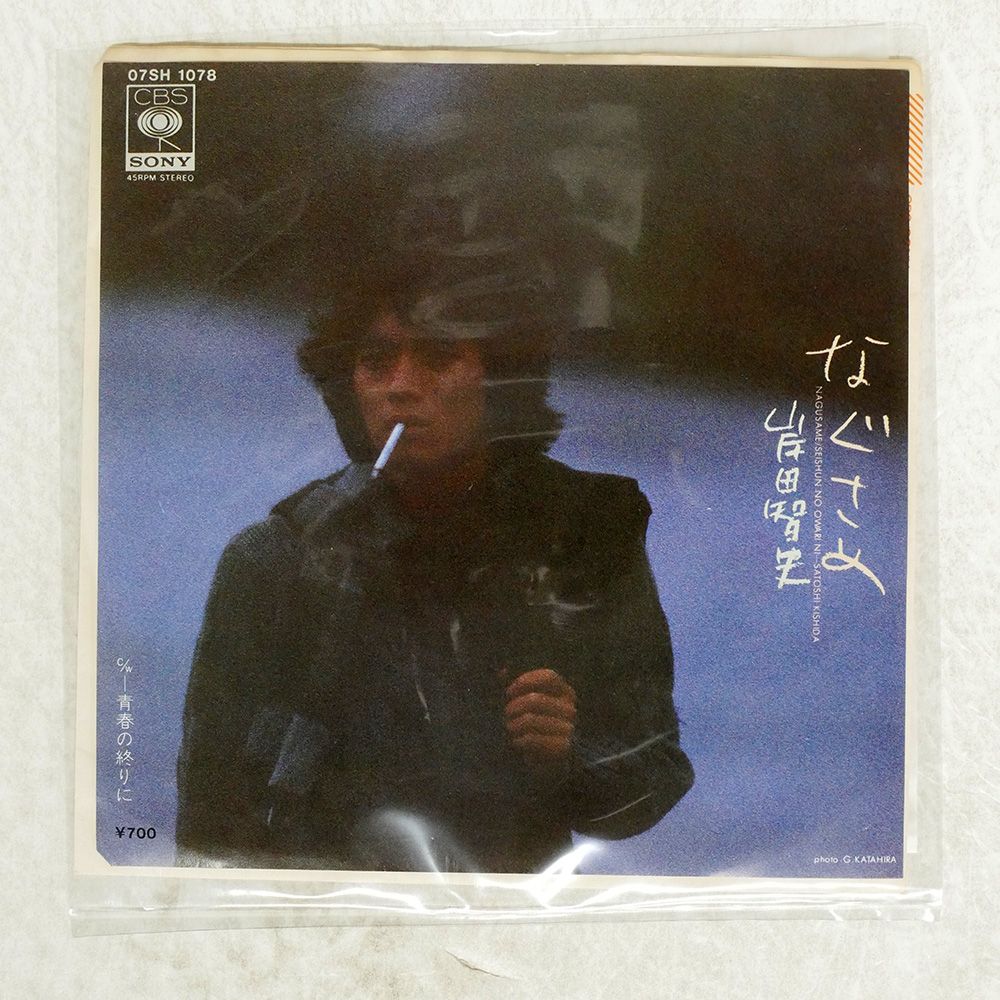 07SH 1078
CBS
SONY
45RPM STEREO
なぐさめ
NAGUSAME/SEISHUN NO OWARI NI—SATOSHI KISHIDA
岸田智史
c/w—青春の終りに
¥700
photo G. KATAHIRA